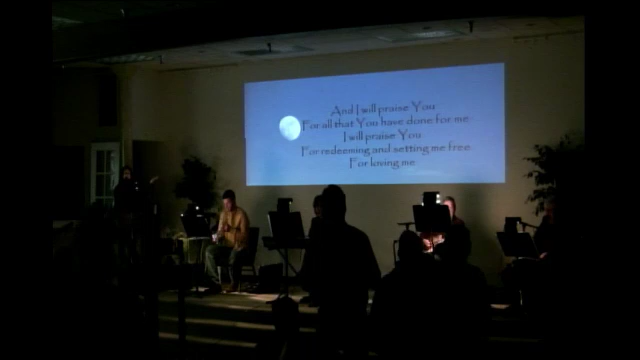 And I will praise You
For all that You have done for me
I will praise You
For redeeming and setting me free
For loving me